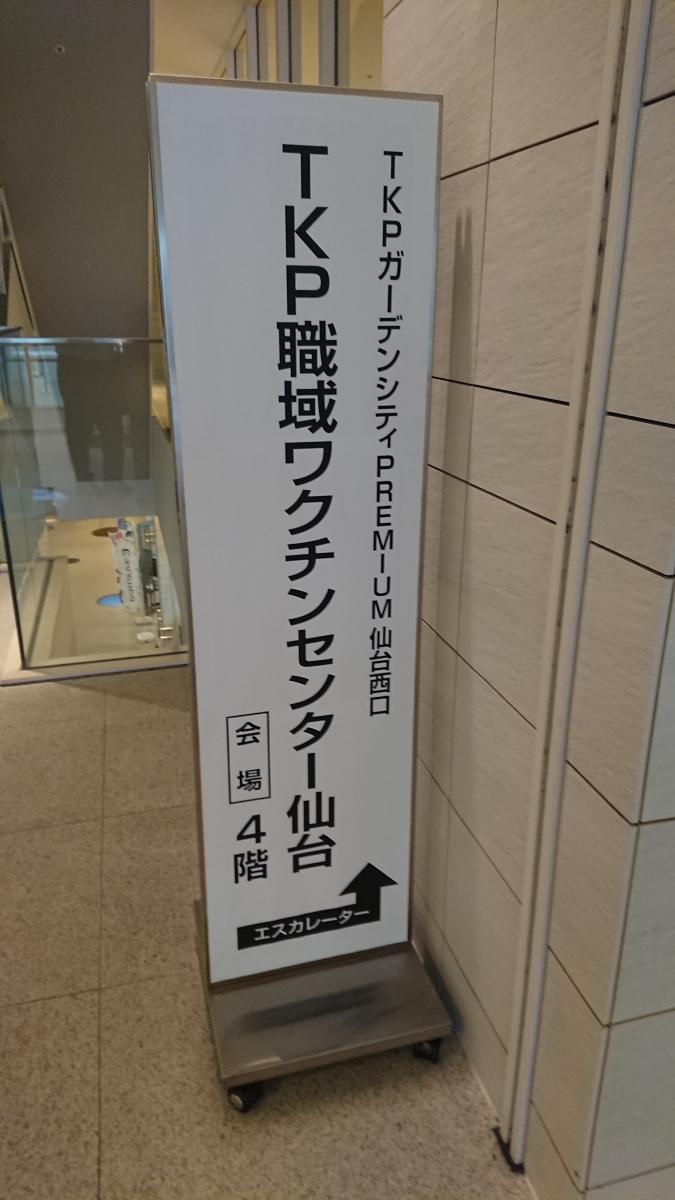 TKPガーデンシティPREMIUM 仙台西口
TKP職域ワクチンセンター仙台
会場 4階
エスカレーター